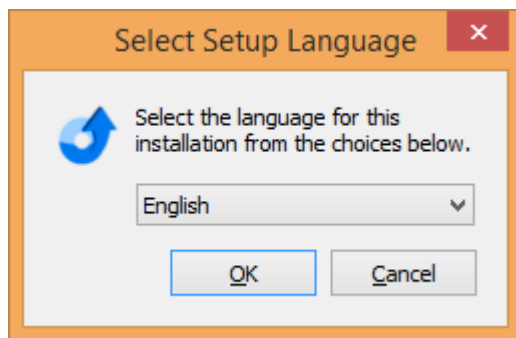 Select Setup Language
Select the language for this
installation from the choices below.
English
OK
Cancel